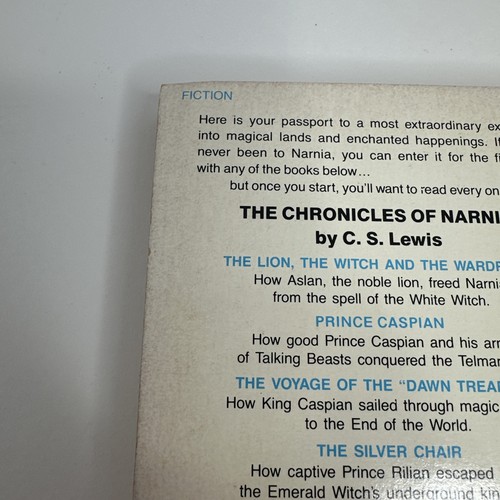 FICTION
Here is your passport to a most extraordinary ex
into magical lands and enchanted happenings. If
never been to Narnia, you can enter it for the fi
with any of the books below...
but once you start, you'll want to read every on
THE CHRONICLES OF NARNI
by C. S. Lewis
THE LION, THE WITCH AND THE WARDR
How Aslan, the noble lion, freed Narni
from the spell of the White Witch.
PRINCE CASPIAN
How good Prince Caspian and his arm
of Talking Beasts conquered the Telmar
THE VOYAGE OF THE "DAWN TREAD
How King Caspian sailed through magic
to the End of the World.
THE SILVER CHAIR
How captive Prince Rilian escaped
the Emerald Witch's underground kin